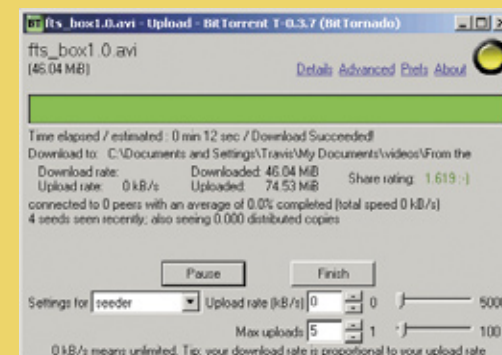 BT fts_box1.0.avi - Upload - BitTorrent T-0.3.7 (BitTornado)
fts_box1.0.avi
(46.04 MiB)
Details Advanced Prefs About
Time elapsed / estimated : 0 min 12 sec / Download Succeeded!
Download to: C:\Documents and Settings\Travis\My Documents\videos\From the
Download rate: Downloaded: 46.04 MiB
Upload rate: 0 kB/s Uploaded: 74.53 MiB Share rating: 1.619 :-)
connected to 0 peers with an average of 0.0% completed (total speed 0 kB/s)
4 seeds seen recently; also seeing 0.000 distributed copies
Pause Finish
Settings for seeder Upload rate (kB/s) 0 0 5000
Max uploads 5 1 100
0 kB/s means unlimited. Tip: your download rate is proportional to your upload rate